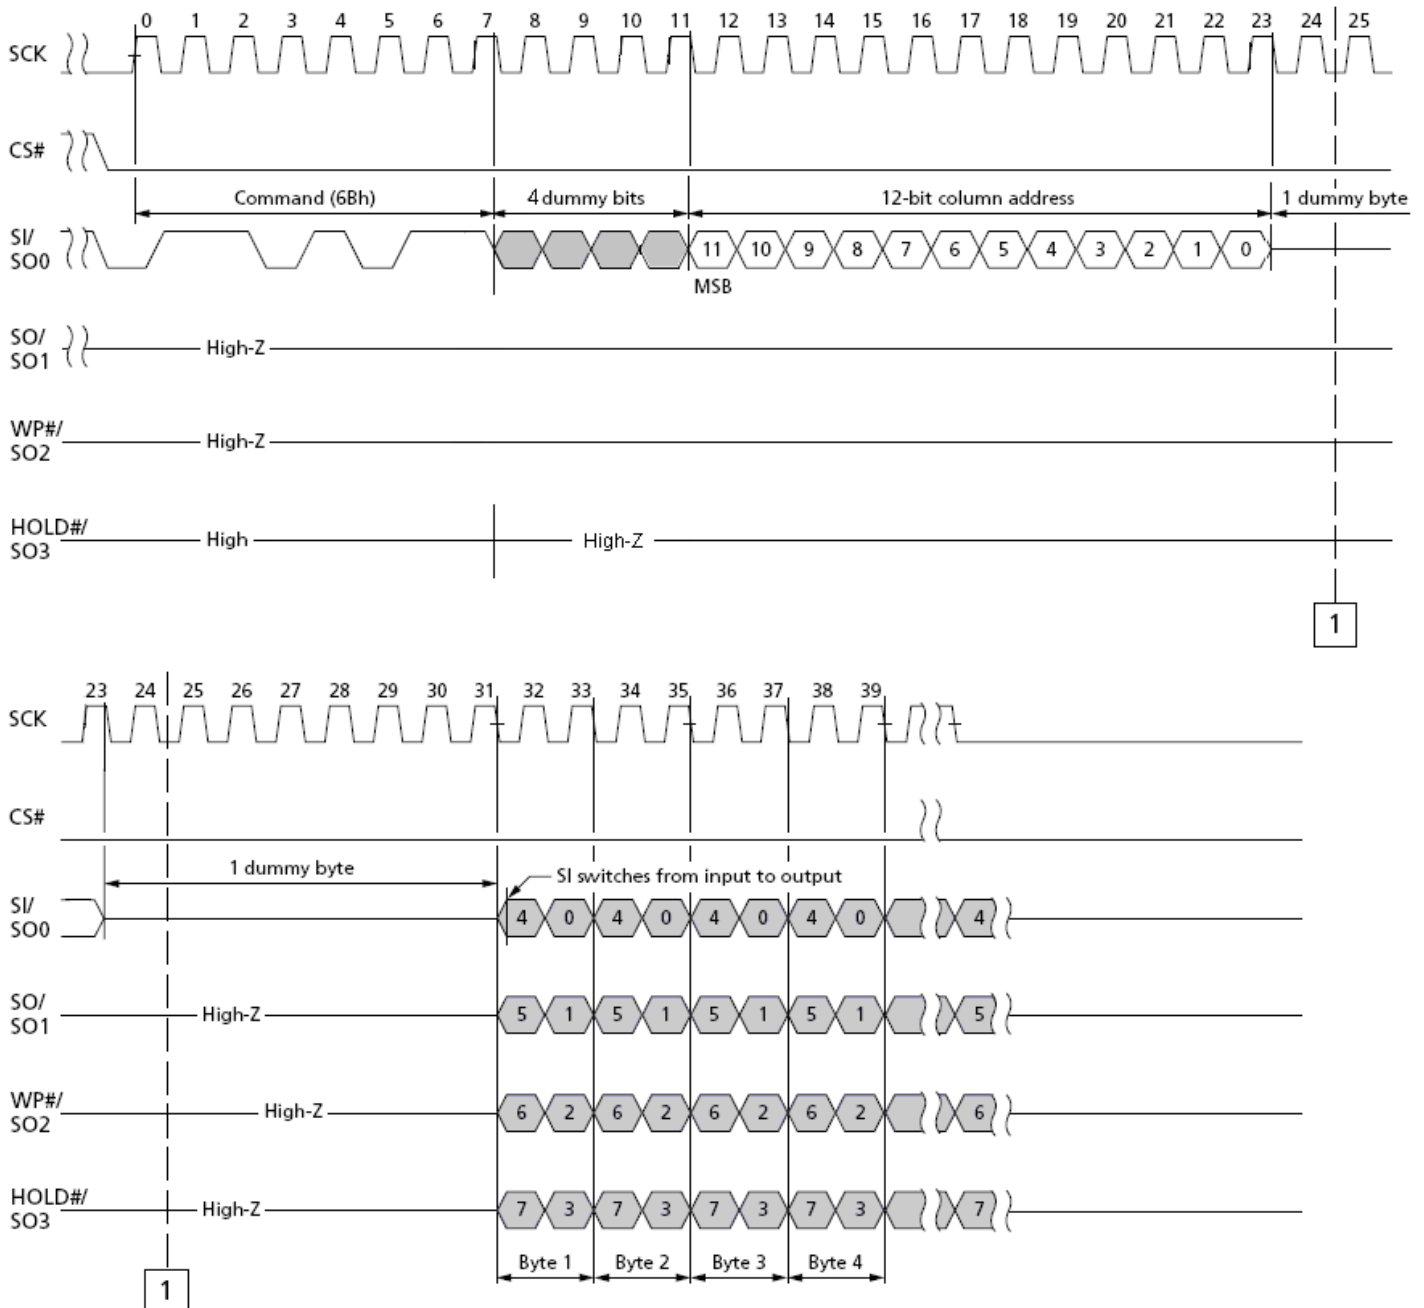 0 1 2 3 4 5 6 7 8 9 10 11 12 13 14 15 16 17 18 19 20 21 22 23 24 25
SCK
CS#
Command (6Bh) 4 dummy bits 12-bit column address 1 dummy byte
SI/
SO0
11 10 9 8 7 6 5 4 3 2 1 0
MSB
SO/
SO1
High-Z
WP#/
SO2
High-Z
HOLD#/
SO3
High High-Z
1
23 24 25 26 27 28 29 30 31 32 33 34 35 36 37 38 39
SCK
CS#
1 dummy byte
SI switches from input to output
SI/
SO0
4 0 4 0 4 0 4 0 4
SO/
SO1
High-Z 5 1 5 1 5 1 5 1 5
WP#/
SO2
High-Z 6 2 6 2 6 2 6 2 6
HOLD#/
SO3
High-Z 7 3 7 3 7 3 7 3 7
Byte 1 Byte 2 Byte 3 Byte 4
1